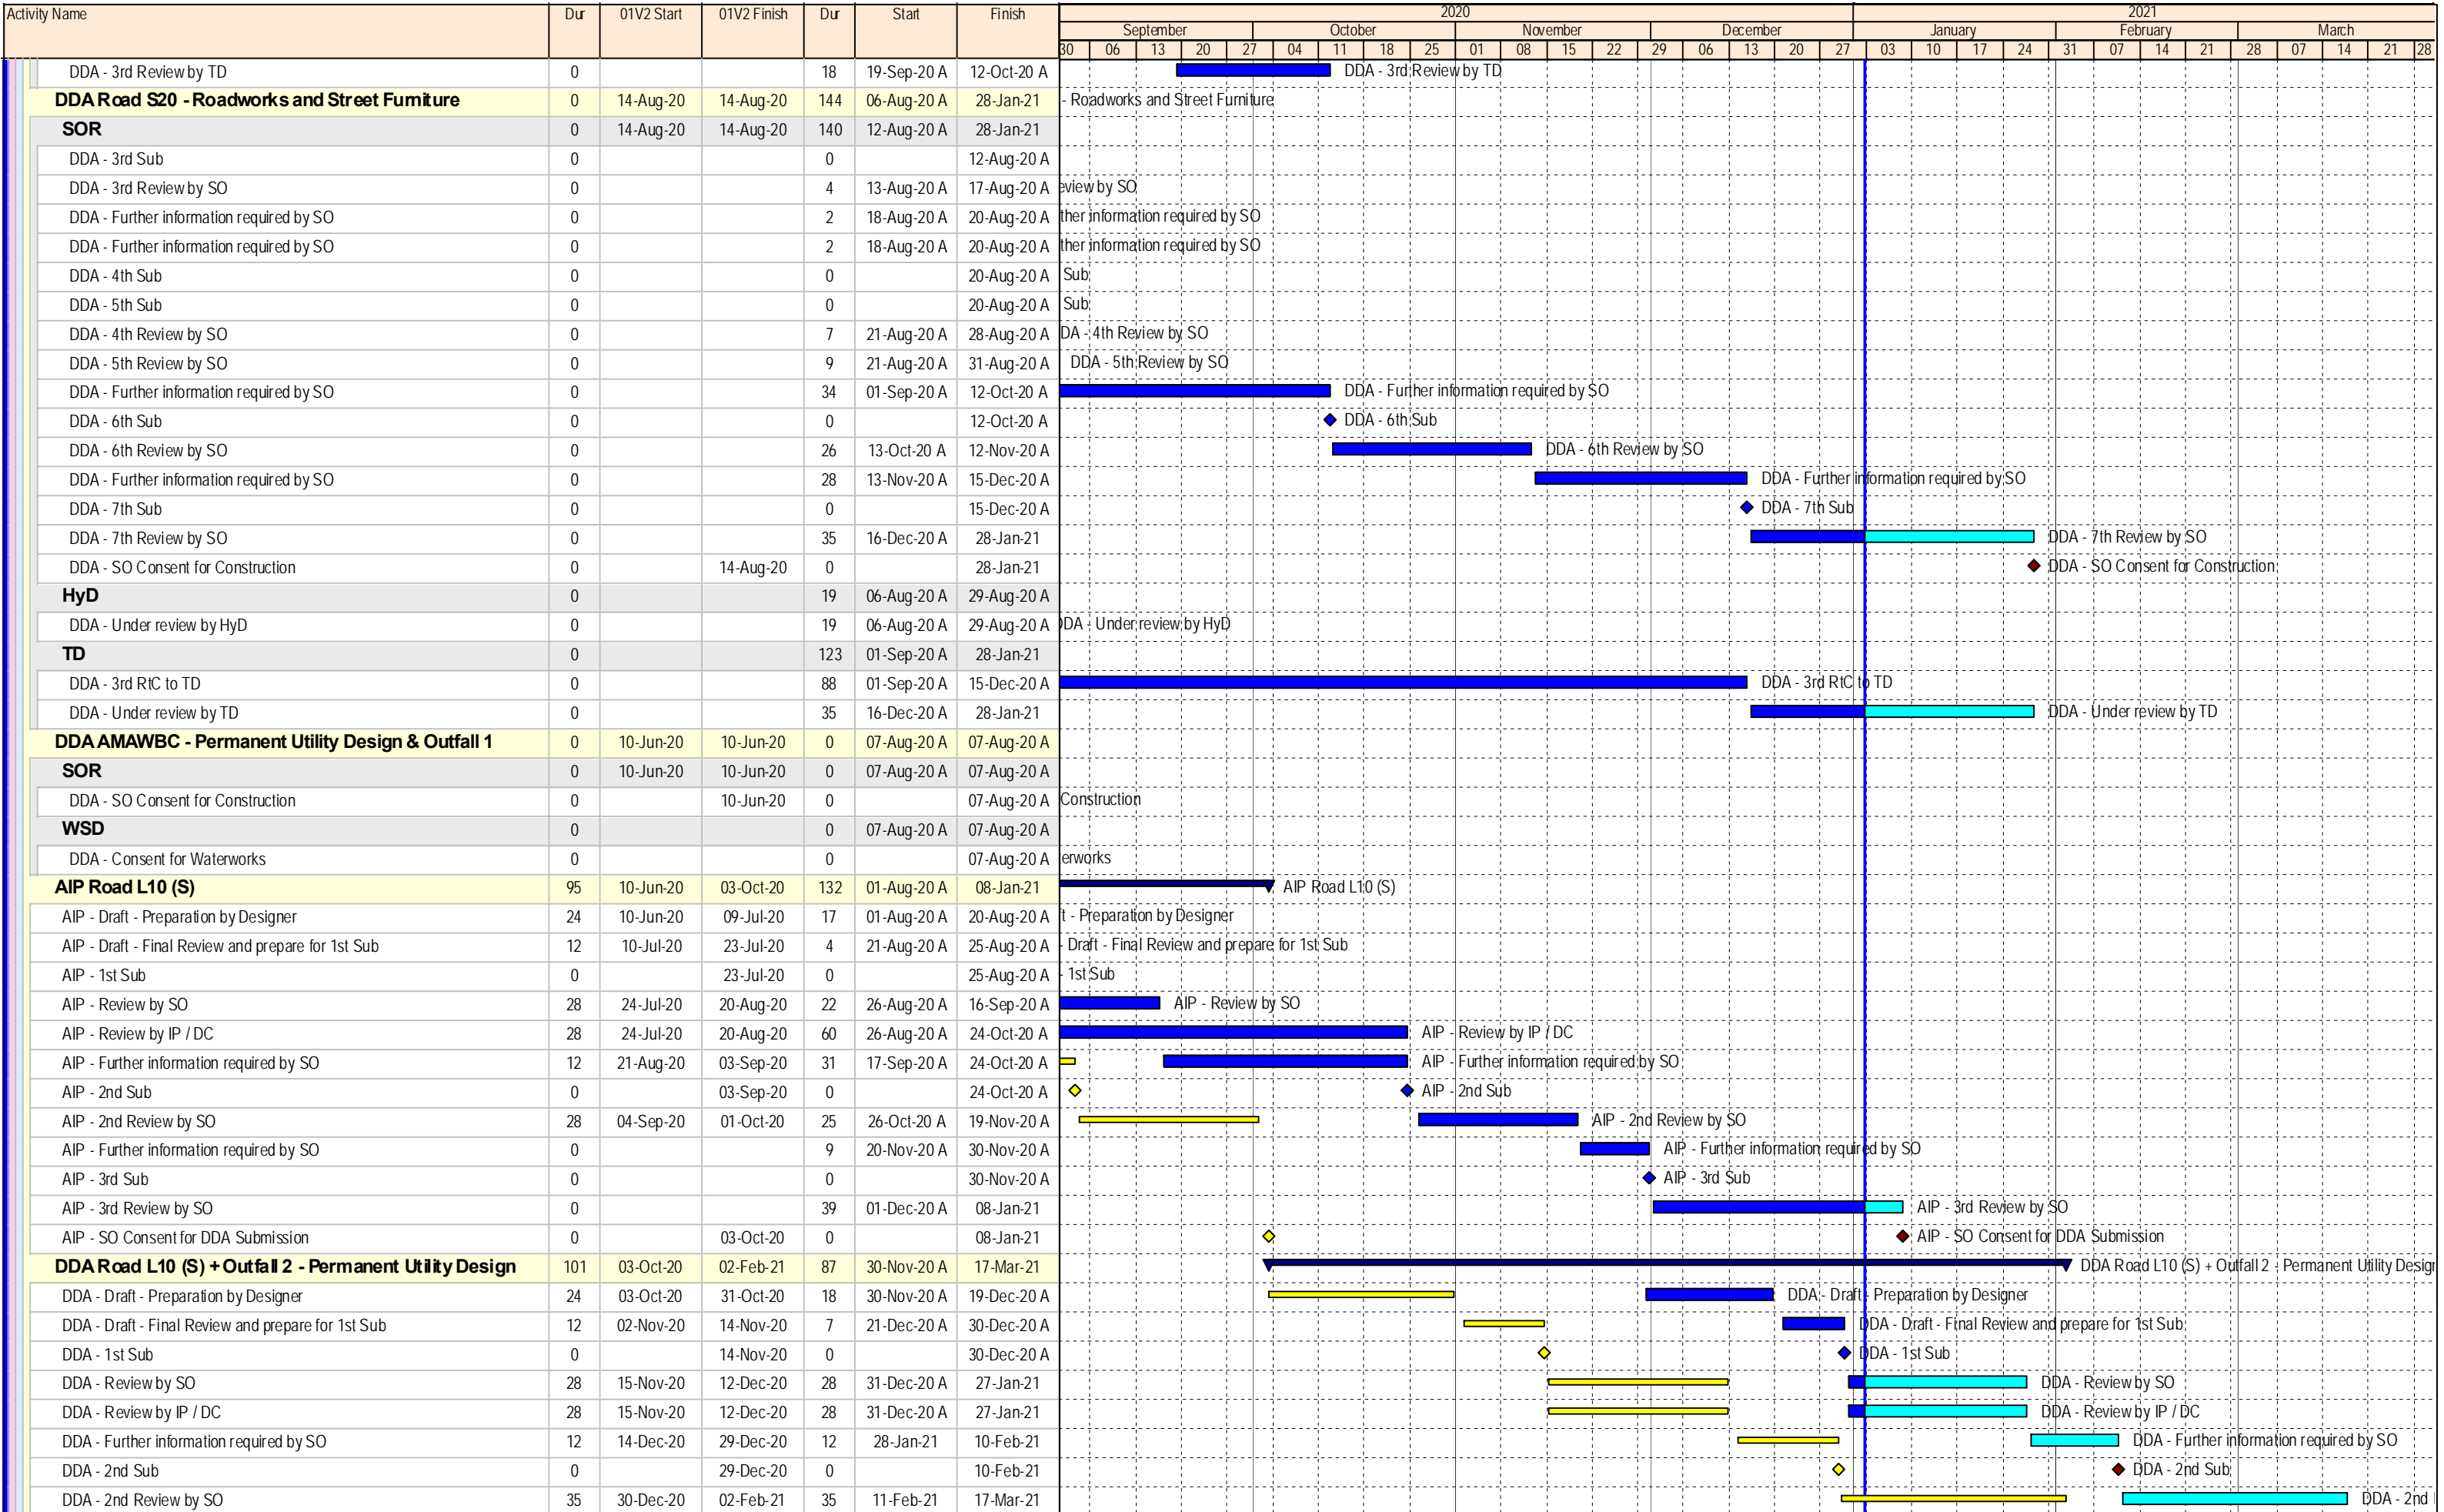 Activity Name Dur 01V2 Start 01V2 Finish Dur Start Finish 2020 2021
September October November December January February March
30 06 13 20 27 04 11 18 25 01 08 15 22 29 06 13 20 27 03 10 17 24 31 07 14 21 28 07 14 21 28
DDA - 3rd Review by TD 0 18 19-Sep-20 A 12-Oct-20 A DDA - 3rd Review by TD
DDA Road S20 - Roadworks and Street Furniture 0 14-Aug-20 14-Aug-20 144 06-Aug-20 A 28-Jan-21 - Roadworks and Street Furniture
SOR 0 14-Aug-20 14-Aug-20 140 12-Aug-20 A 28-Jan-21
DDA - 3rd Sub 0 0 12-Aug-20 A
DDA - 3rd Review by SO 0 4 13-Aug-20 A 17-Aug-20 A eview by SO
DDA - Further information required by SO 0 2 18-Aug-20 A 20-Aug-20 A ther information required by SO
DDA - Further information required by SO 0 2 18-Aug-20 A 20-Aug-20 A ther information required by SO
DDA - 4th Sub 0 0 20-Aug-20 A Sub
DDA - 5th Sub 0 0 20-Aug-20 A Sub
DDA - 4th Review by SO 0 7 21-Aug-20 A 28-Aug-20 A DA - 4th Review by SO
DDA - 5th Review by SO 0 9 21-Aug-20 A 31-Aug-20 A DDA - 5th Review by SO
DDA - Further information required by SO 0 34 01-Sep-20 A 12-Oct-20 A DDA - Further information required by SO
DDA - 6th Sub 0 0 12-Oct-20 A DDA - 6th Sub
DDA - 6th Review by SO 0 26 13-Oct-20 A 12-Nov-20 A DDA - 6th Review by SO
DDA - Further information required by SO 0 28 13-Nov-20 A 15-Dec-20 A DDA - Further information required by SO
DDA - 7th Sub 0 0 15-Dec-20 A DDA - 7th Sub
DDA - 7th Review by SO 0 35 16-Dec-20 A 28-Jan-21 DDA - 7th Review by SO
DDA - SO Consent for Construction 0 14-Aug-20 0 28-Jan-21 DDA - SO Consent for Construction
HyD 0 19 06-Aug-20 A 29-Aug-20 A
DDA - Under review by HyD 0 19 06-Aug-20 A 29-Aug-20 A DDA - Under review by HyD
TD 0 123 01-Sep-20 A 28-Jan-21
DDA - 3rd RtC to TD 0 88 01-Sep-20 A 15-Dec-20 A DDA - 3rd RtC to TD
DDA - Under review by TD 0 35 16-Dec-20 A 28-Jan-21 DDA - Under review by TD
DDA AMAWBC - Permanent Utility Design & Outfall 1 0 10-Jun-20 10-Jun-20 0 07-Aug-20 A 07-Aug-20 A
SOR 0 10-Jun-20 10-Jun-20 0 07-Aug-20 A 07-Aug-20 A
DDA - SO Consent for Construction 0 10-Jun-20 0 07-Aug-20 A Construction
WSD 0 0 07-Aug-20 A 07-Aug-20 A
DDA - Consent for Waterworks 0 0 07-Aug-20 A erworks
AIP Road L10 (S) 95 10-Jun-20 03-Oct-20 132 01-Aug-20 A 08-Jan-21 AIP Road L10 (S)
AIP - Draft - Preparation by Designer 24 10-Jun-20 09-Jul-20 17 01-Aug-20 A 20-Aug-20 A ft - Preparation by Designer
AIP - Draft - Final Review and prepare for 1st Sub 12 10-Jul-20 23-Jul-20 4 21-Aug-20 A 25-Aug-20 A - Draft - Final Review and prepare for 1st Sub
AIP - 1st Sub 0 23-Jul-20 0 25-Aug-20 A - 1st Sub
AIP - Review by SO 28 24-Jul-20 20-Aug-20 22 26-Aug-20 A 16-Sep-20 A AIP - Review by SO
AIP - Review by IP / DC 28 24-Jul-20 20-Aug-20 60 26-Aug-20 A 24-Oct-20 A AIP - Review by IP / DC
AIP - Further information required by SO 12 21-Aug-20 03-Sep-20 31 17-Sep-20 A 24-Oct-20 A AIP - Further information required by SO
AIP - 2nd Sub 0 03-Sep-20 0 24-Oct-20 A AIP - 2nd Sub
AIP - 2nd Review by SO 28 04-Sep-20 01-Oct-20 25 26-Oct-20 A 19-Nov-20 A AIP - 2nd Review by SO
AIP - Further information required by SO 0 9 20-Nov-20 A 30-Nov-20 A AIP - Further information required by SO
AIP - 3rd Sub 0 0 30-Nov-20 A AIP - 3rd Sub
AIP - 3rd Review by SO 0 39 01-Dec-20 A 08-Jan-21 AIP - 3rd Review by SO
AIP - SO Consent for DDA Submission 0 03-Oct-20 0 08-Jan-21 AIP - SO Consent for DDA Submission
DDA Road L10 (S) + Outfall 2 - Permanent Utility Design 101 03-Oct-20 02-Feb-21 87 30-Nov-20 A 17-Mar-21 DDA Road L10 (S) + Outfall 2 - Permanent Utility Design
DDA - Draft - Preparation by Designer 24 03-Oct-20 31-Oct-20 18 30-Nov-20 A 19-Dec-20 A DDA - Draft - Preparation by Designer
DDA - Draft - Final Review and prepare for 1st Sub 12 02-Nov-20 14-Nov-20 7 21-Dec-20 A 30-Dec-20 A DDA - Draft - Final Review and prepare for 1st Sub
DDA - 1st Sub 0 14-Nov-20 0 30-Dec-20 A DDA - 1st Sub
DDA - Review by SO 28 15-Nov-20 12-Dec-20 28 31-Dec-20 A 27-Jan-21 DDA - Review by SO
DDA - Review by IP / DC 28 15-Nov-20 12-Dec-20 28 31-Dec-20 A 27-Jan-21 DDA - Review by IP / DC
DDA - Further information required by SO 12 14-Dec-20 29-Dec-20 12 28-Jan-21 10-Feb-21 DDA - Further information required by SO
DDA - 2nd Sub 0 29-Dec-20 0 10-Feb-21 DDA - 2nd Sub
DDA - 2nd Review by SO 35 30-Dec-20 02-Feb-21 35 11-Feb-21 17-Mar-21 DDA - 2nd